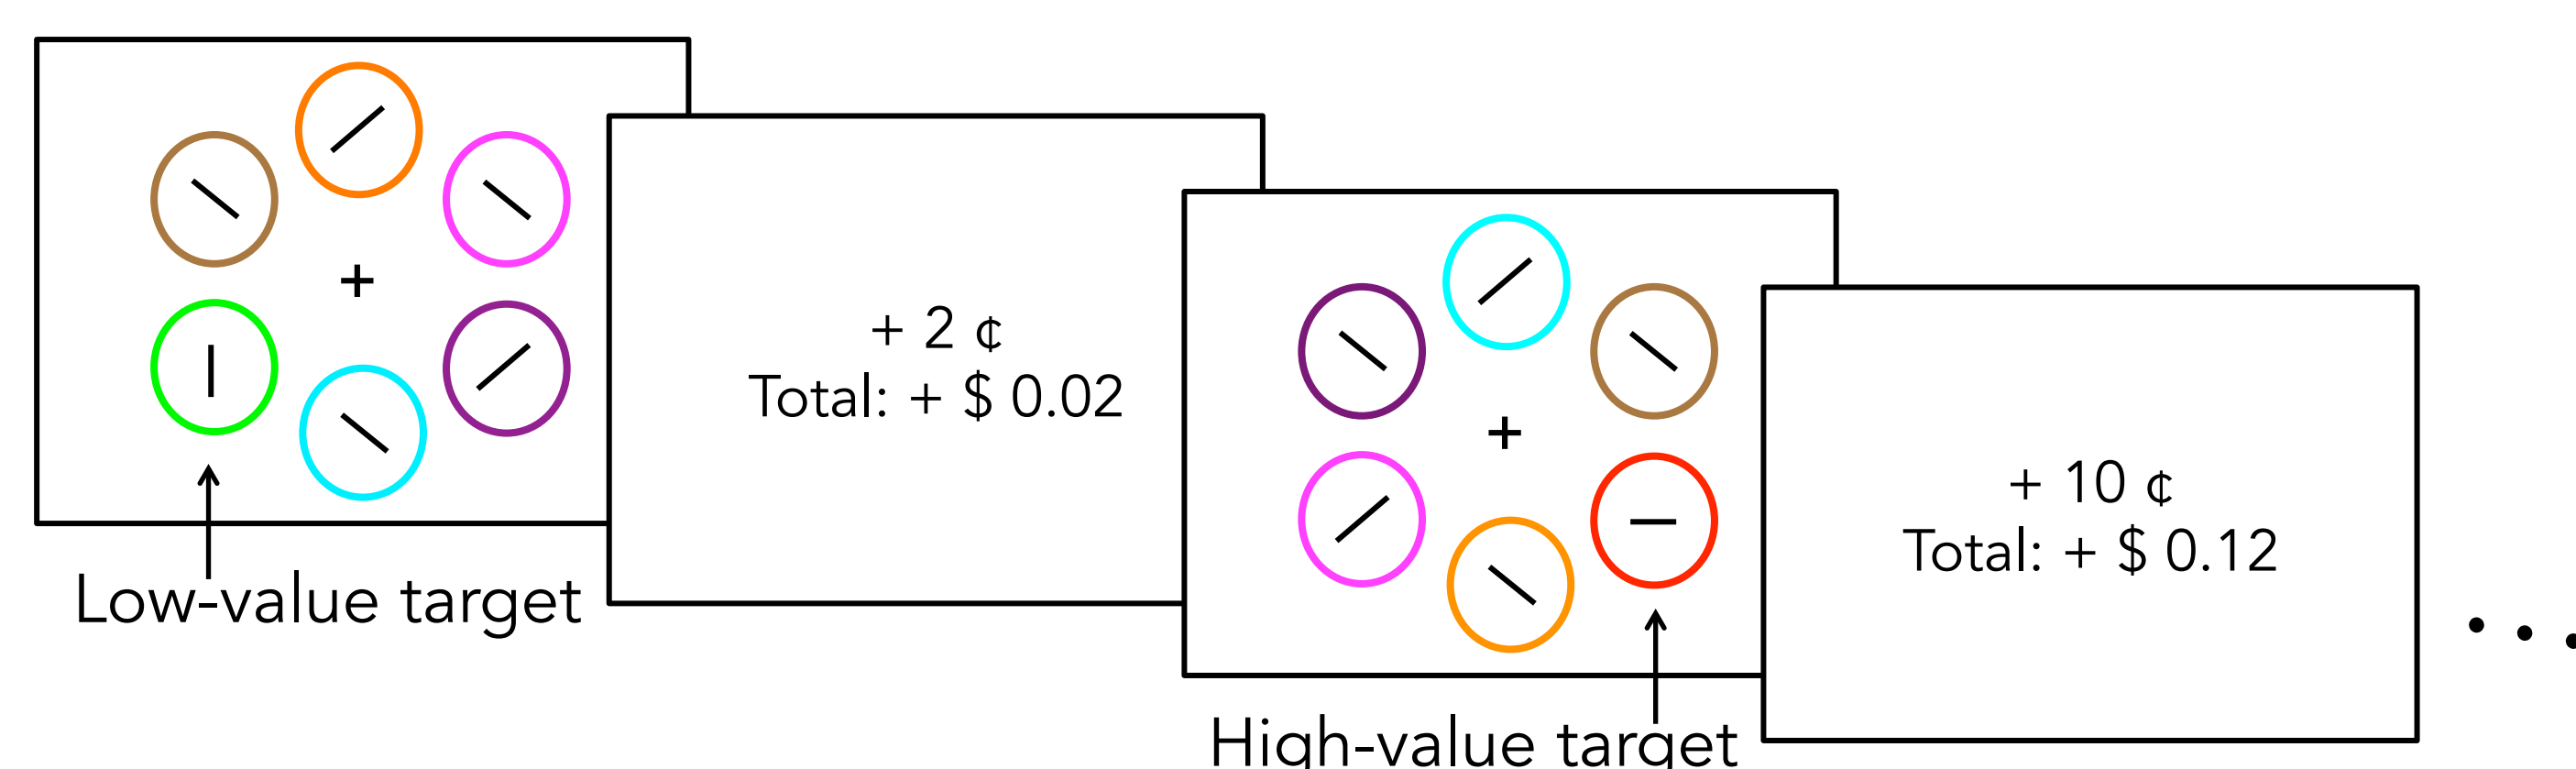 + 2 ¢
Total: + $ 0.02
Low-value target
+ 10 ¢
Total: + $ 0.12
High-value target